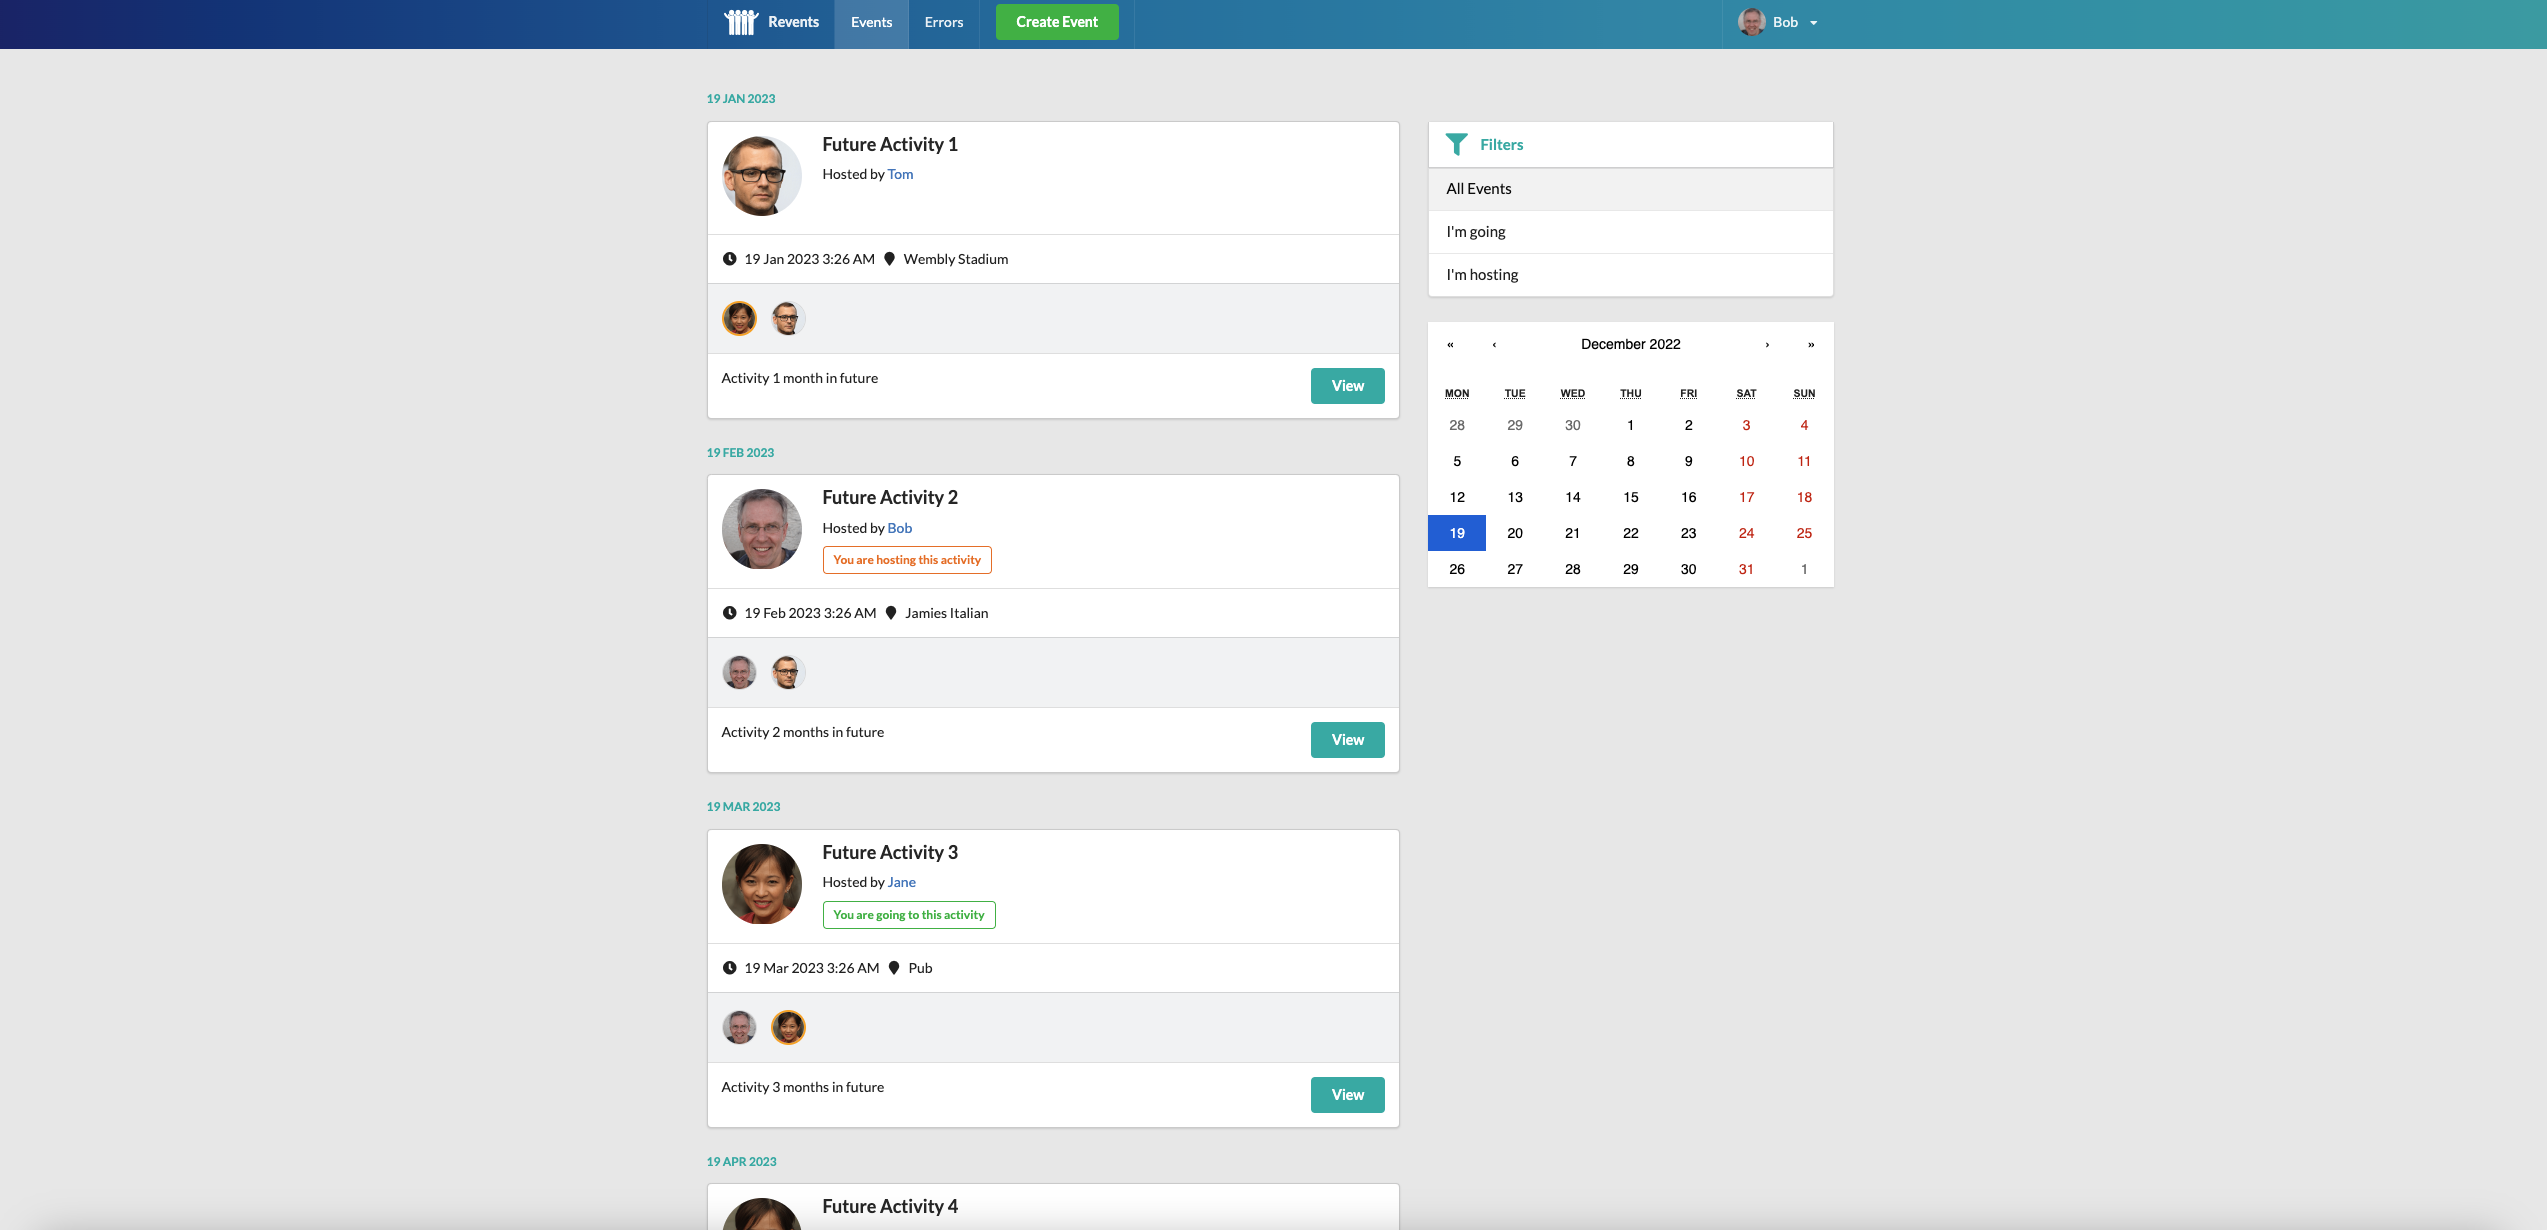 Revents Events Errors Create Event Bob
19 JAN 2023
Future Activity 1
Hosted by Tom
19 Jan 2023 3:26 AM Wembly Stadium
Activity 1 month in future
View
19 FEB 2023
Future Activity 2
Hosted by Bob
You are hosting this activity
19 Feb 2023 3:26 AM Jamies Italian
Activity 2 months in future
View
19 MAR 2023
Future Activity 3
Hosted by Jane
You are going to this activity
19 Mar 2023 3:26 AM Pub
Activity 3 months in future
View
19 APR 2023
Future Activity 4
Filters
All Events
I'm going
I'm hosting
« ‹ December 2022 › »
MON TUE WED THU FRI SAT SUN
28 29 30 1 2 3 4
5 6 7 8 9 10 11
12 13 14 15 16 17 18
19 20 21 22 23 24 25
26 27 28 29 30 31 1